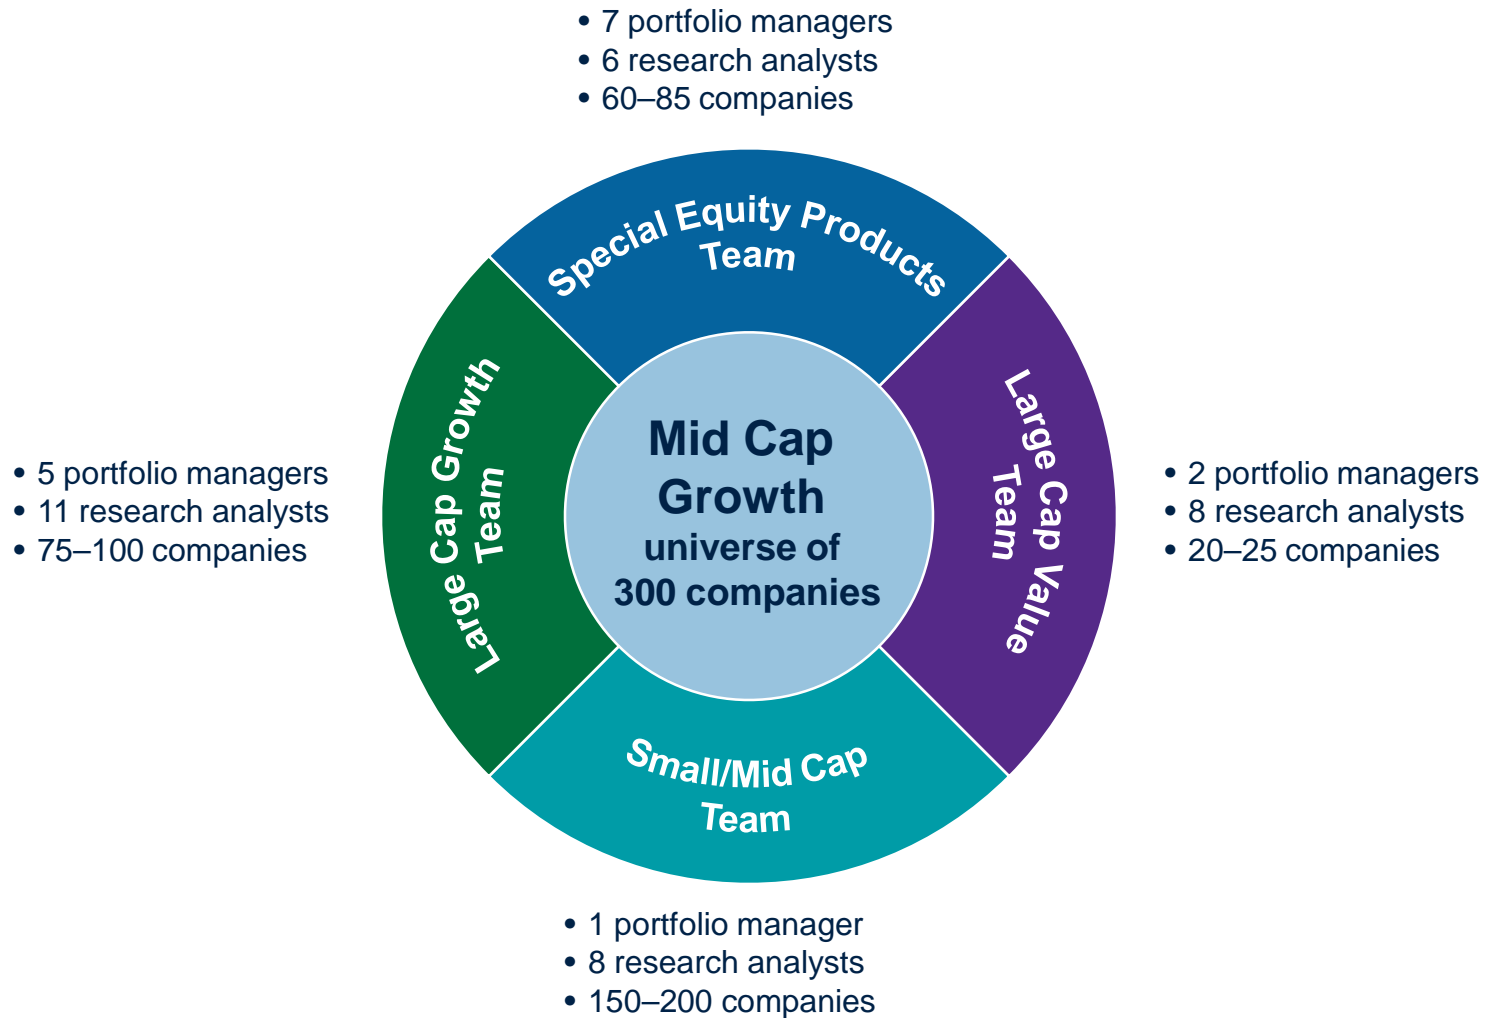 • 7 portfolio managers
• 6 research analysts
• 60–85 companies
Special Equity Products
Team
Large Cap Growth
Team
• 5 portfolio managers
• 11 research analysts
• 75–100 companies
Mid Cap
Growth
universe of
300 companies
Large Cap Value
Team
• 2 portfolio managers
• 8 research analysts
• 20–25 companies
Small/Mid Cap
Team
• 1 portfolio manager
• 8 research analysts
• 150–200 companies